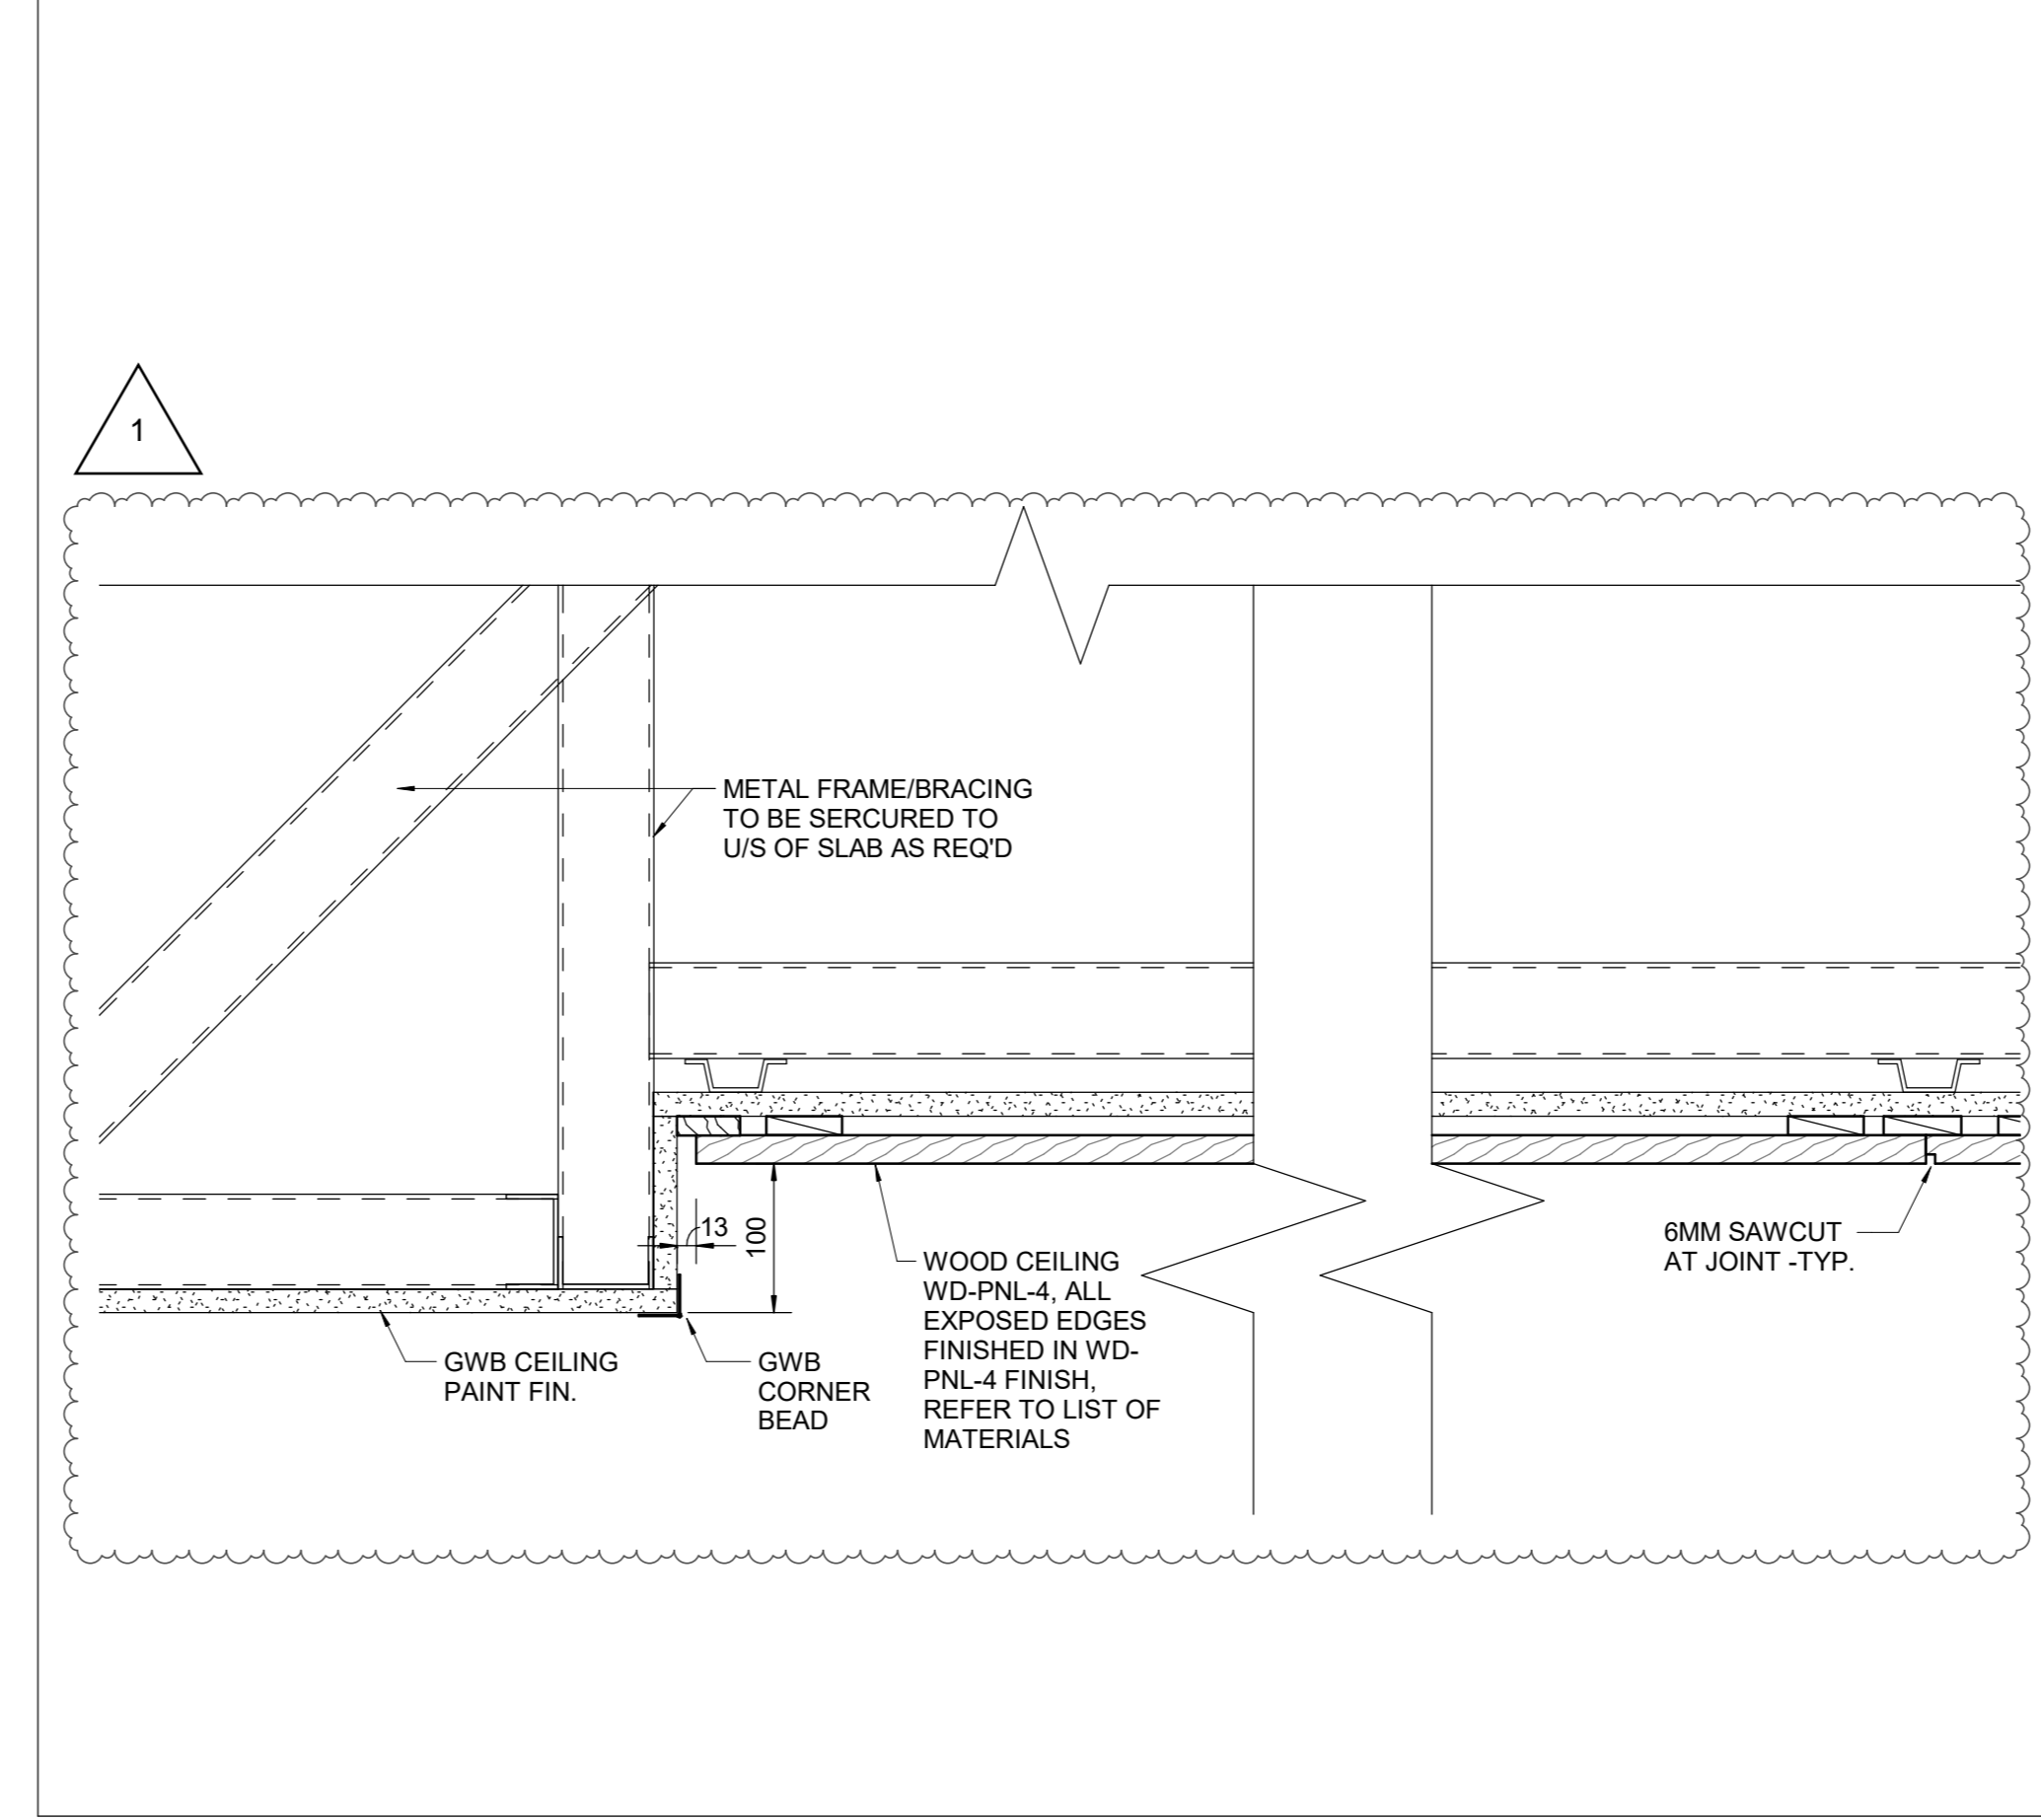 1
METAL FRAME/BRACING
TO BE SERCURED TO
U/S OF SLAB AS REQ'D
13
100
6MM SAWCUT
AT JOINT -TYP.
WOOD CEILING
WD-PNL-4, ALL
EXPOSED EDGES
FINISHED IN WD-
PNL-4 FINISH,
REFER TO LIST OF
MATERIALS
GWB CEILING
PAINT FIN.
GWB
CORNER
BEAD